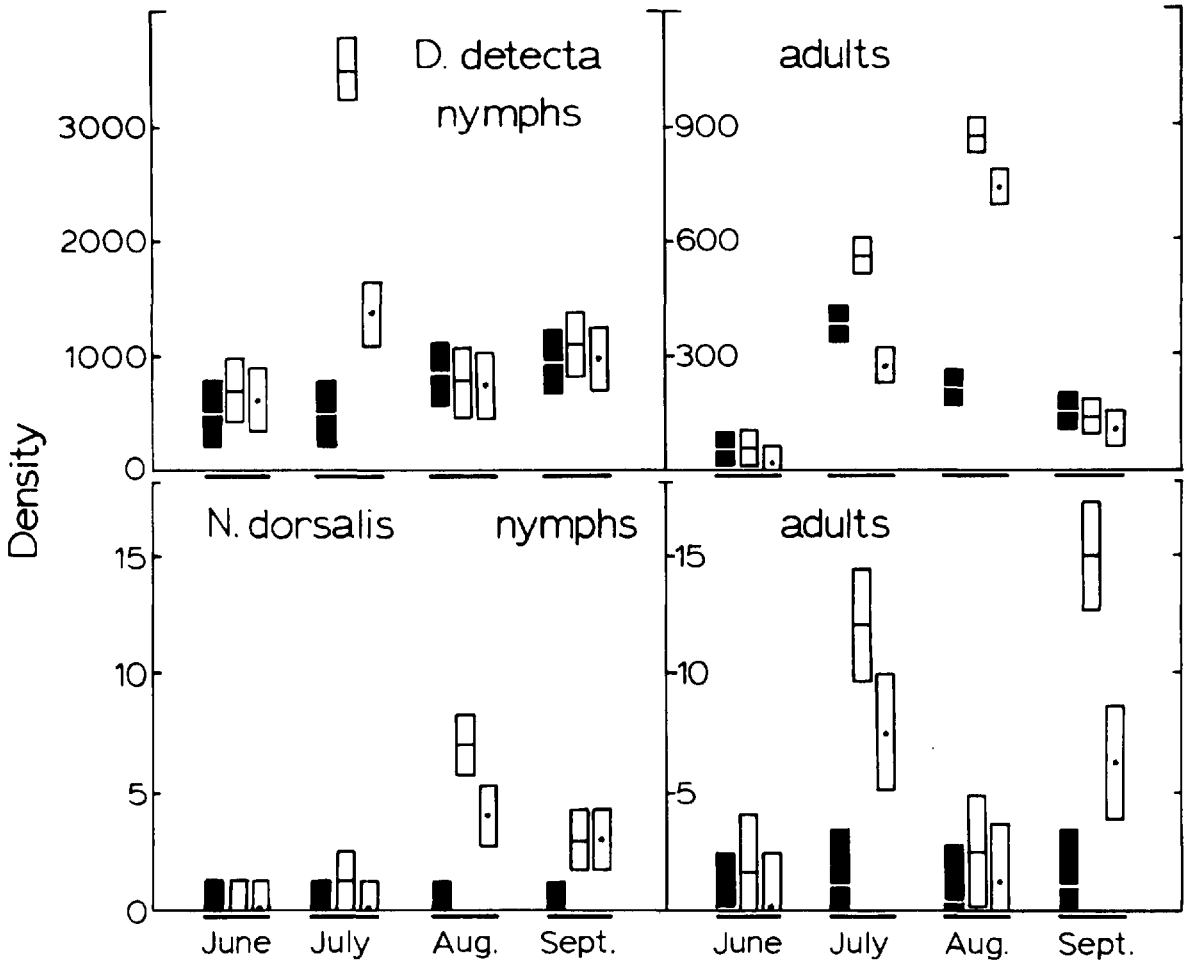 D. detecta
nymphs
adults
3000
2000
1000
0
900
600
300
Density
N. dorsalis
nymphs
adults
15
10
5
0
15
10
5
June July Aug. Sept. June July Aug. Sept.